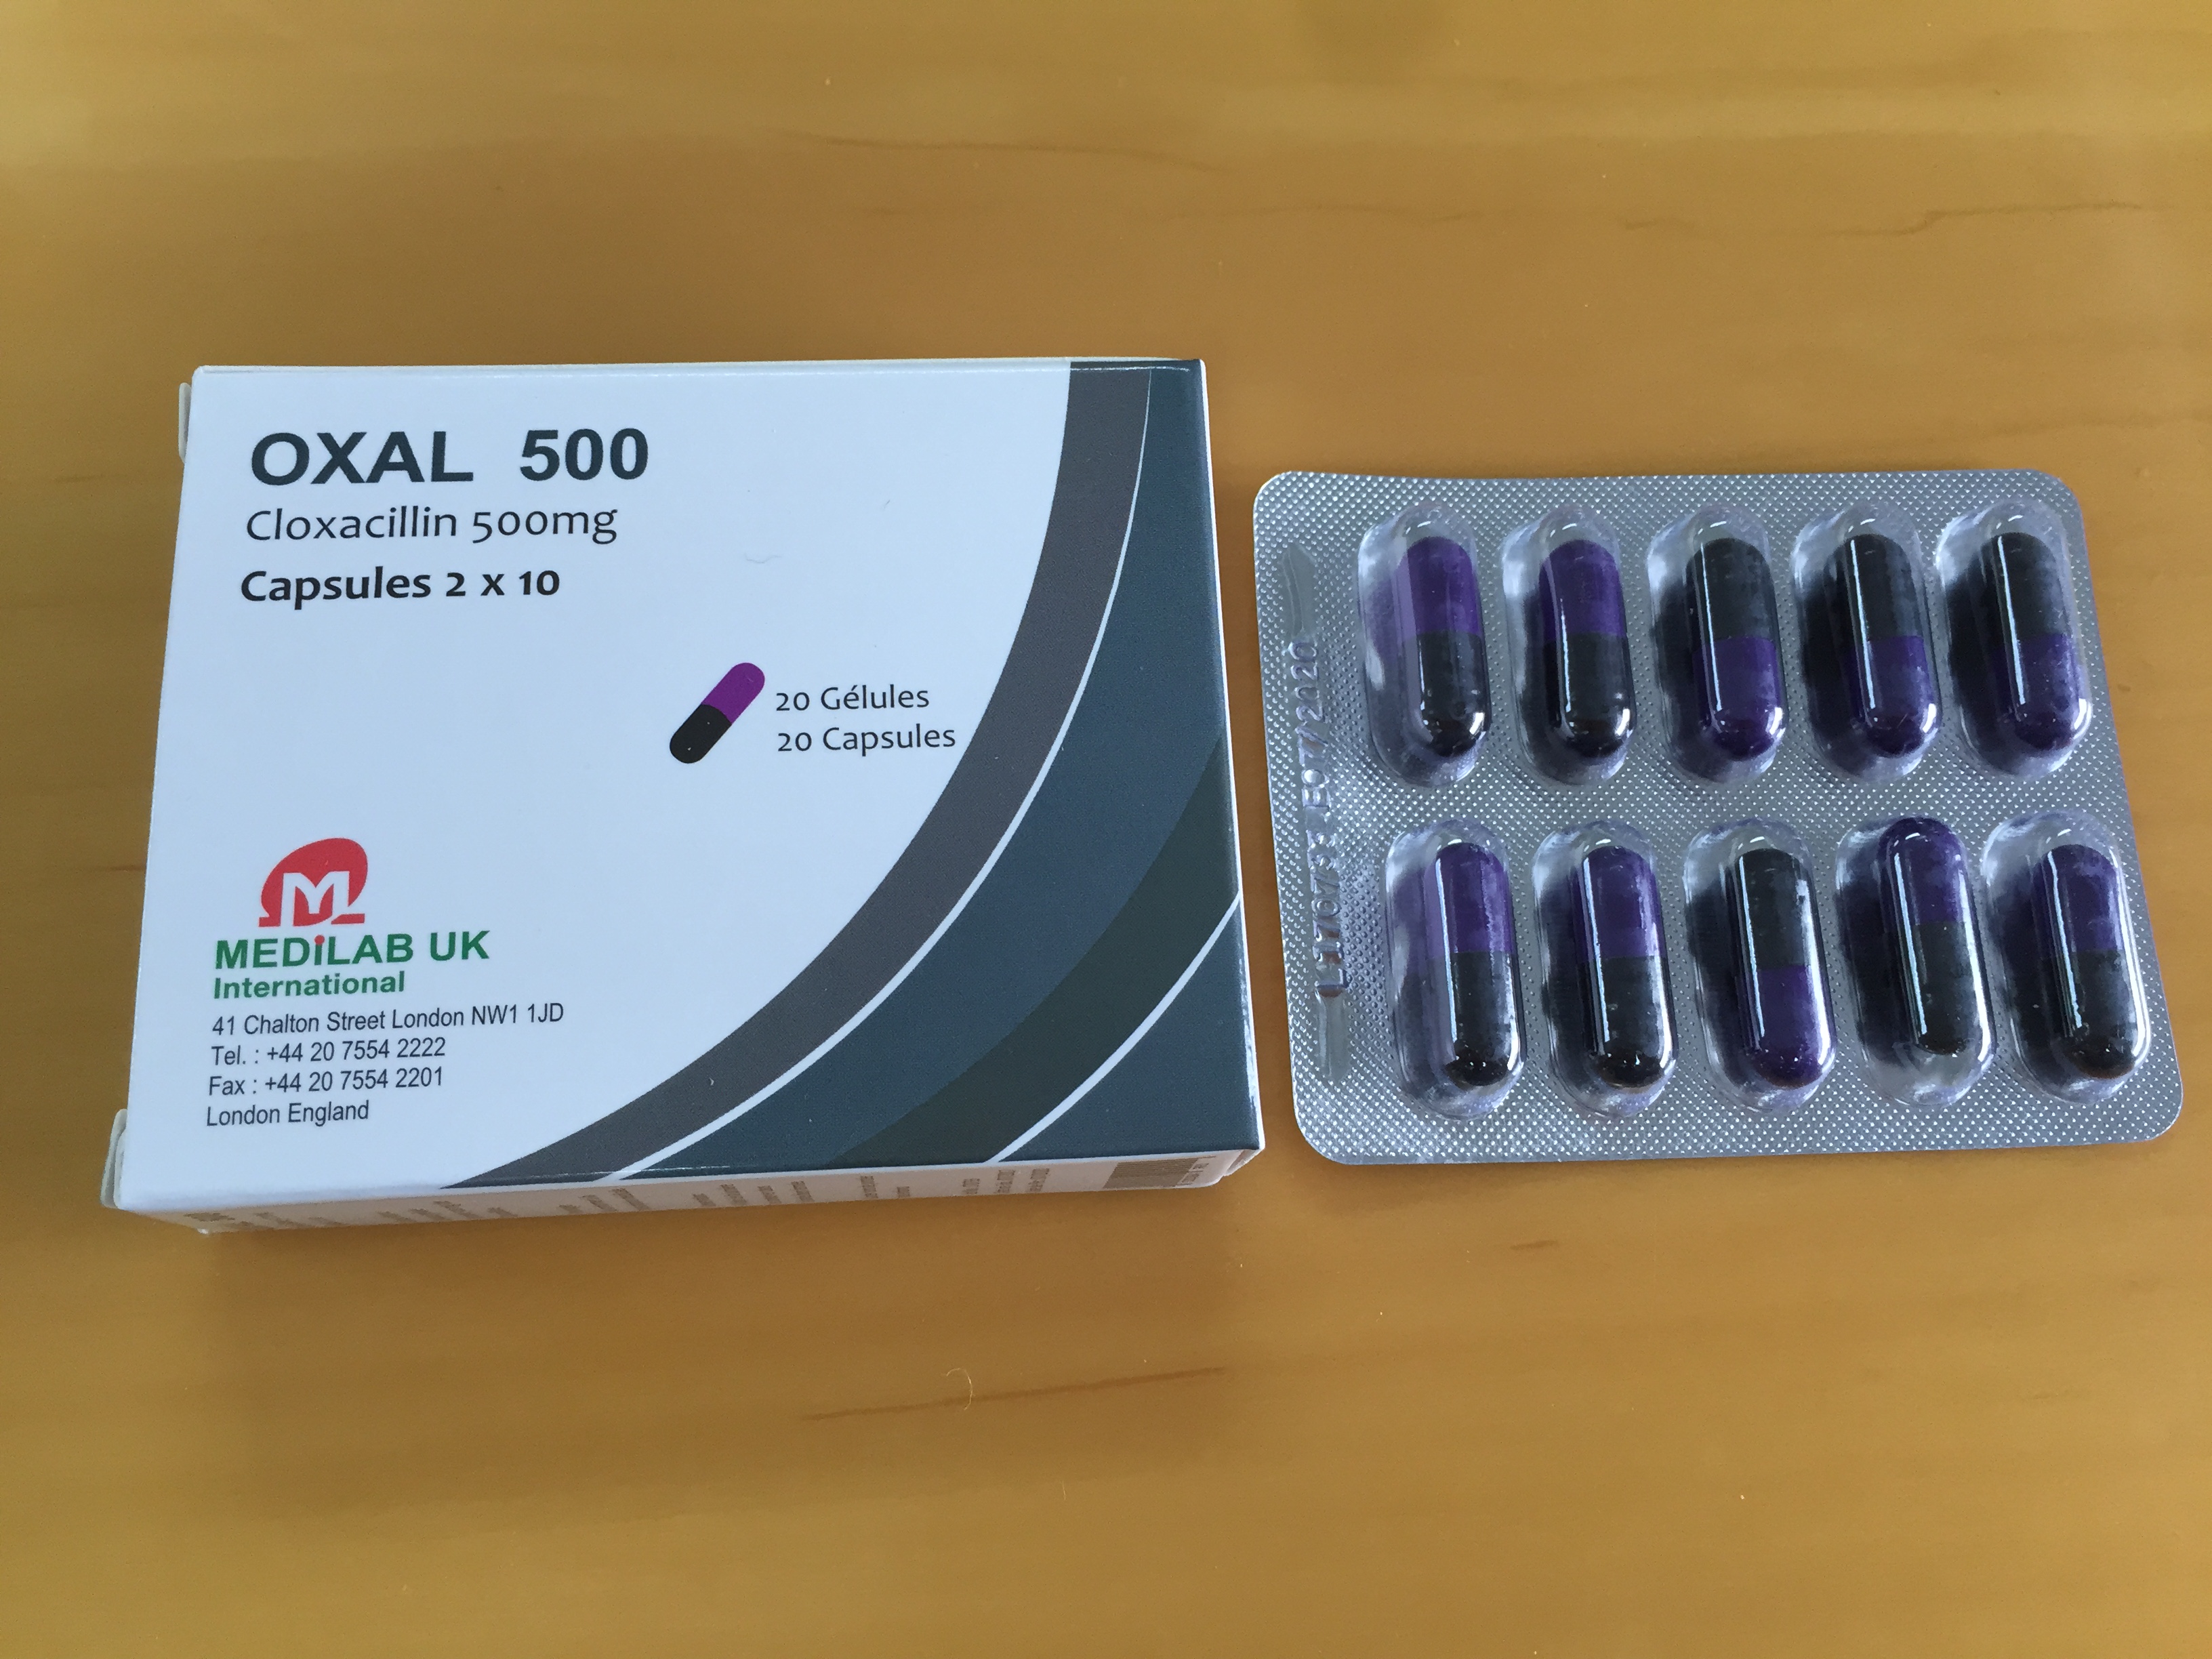 OXAL 500
Cloxacillin 500mg
Capsules 2 x 10
20 Gélules
20 Capsules
MEDiLAB UK
International
41 Chalton Street London NW1 1JD
Tel. : +44 20 7554 2222
Fax : +44 20 7554 2201
London England